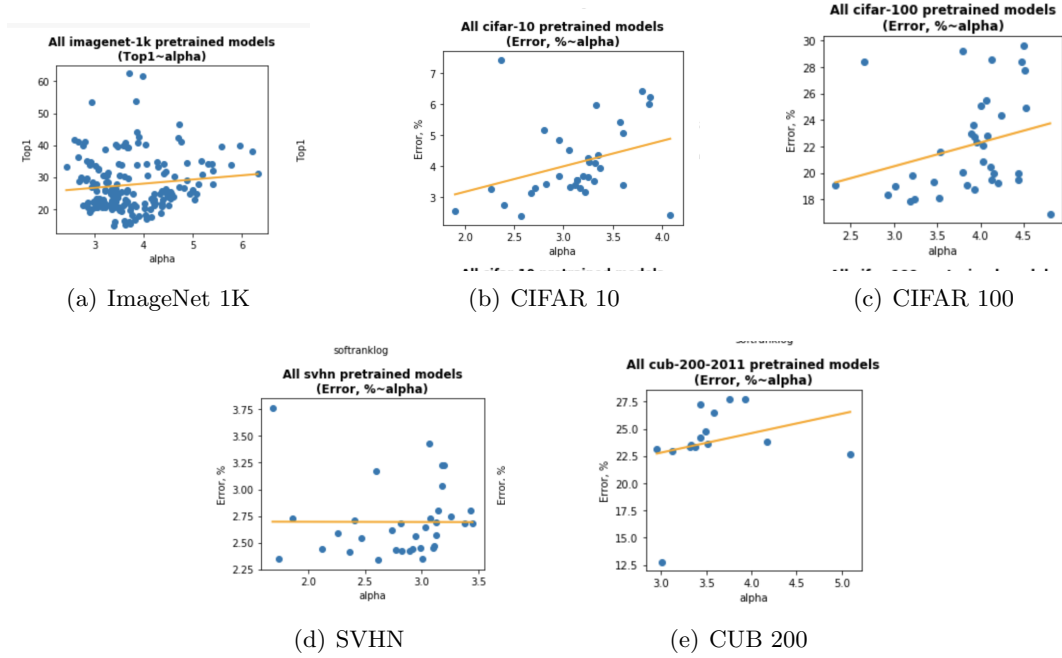 All imagenet-1k pretrained models
(Top1~alpha)
60
50
40
30
20
Top1
Top1
3
4
5
6
alpha
(a) ImageNet 1K
All cifar-10 pretrained models
(Error, %~alpha)
7
6
5
4
3
Error, %
2.0
2.5
3.0
3.5
4.0
alpha
All cifar-10 pretrained models
(b) CIFAR 10
All cifar-100 pretrained models
(Error, %~alpha)
30
28
26
24
22
20
18
Error, %
2.5
3.0
3.5
4.0
4.5
alpha
(c) CIFAR 100
softranklog
All svhn pretrained models
(Error, %~alpha)
3.75
3.50
3.25
3.00
2.75
2.50
2.25
Error, %
Error. %
2.0
2.5
3.0
3.5
alpha
(d) SVHN
softranklog
All cub-200-2011 pretrained models
(Error, %~alpha)
27.5
25.0
22.5
20.0
17.5
15.0
12.5
Error, %
3.0
3.5
4.0
4.5
5.0
alpha
(e) CUB 200